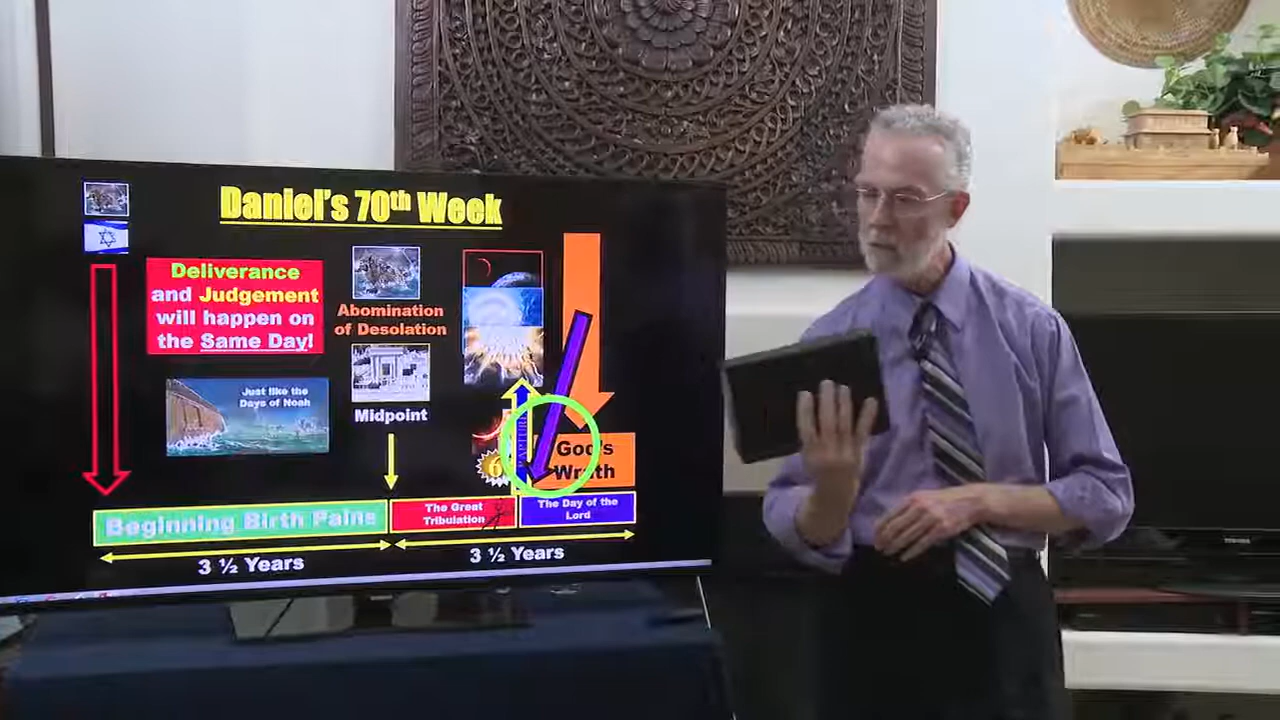 Daniel's 70th Week
Deliverance
and Judgement
will happen on
the Same Day!
Just like the
Days of Noah
Abomination
of Desolation
Midpoint
6
God's
Wrath
Beginning Birth Pains
The Great
Tribulation
The Day of the
Lord
3 ½ Years
3 ½ Years
TOSHIBA